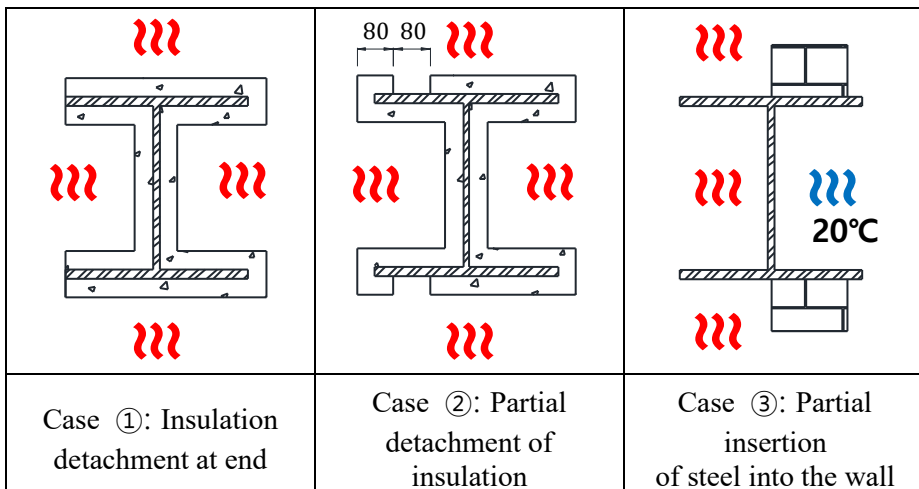 80 80
20℃
Case ①: Insulation
detachment at end
Case ②: Partial
detachment of
insulation
Case ③: Partial
insertion
of steel into the wall